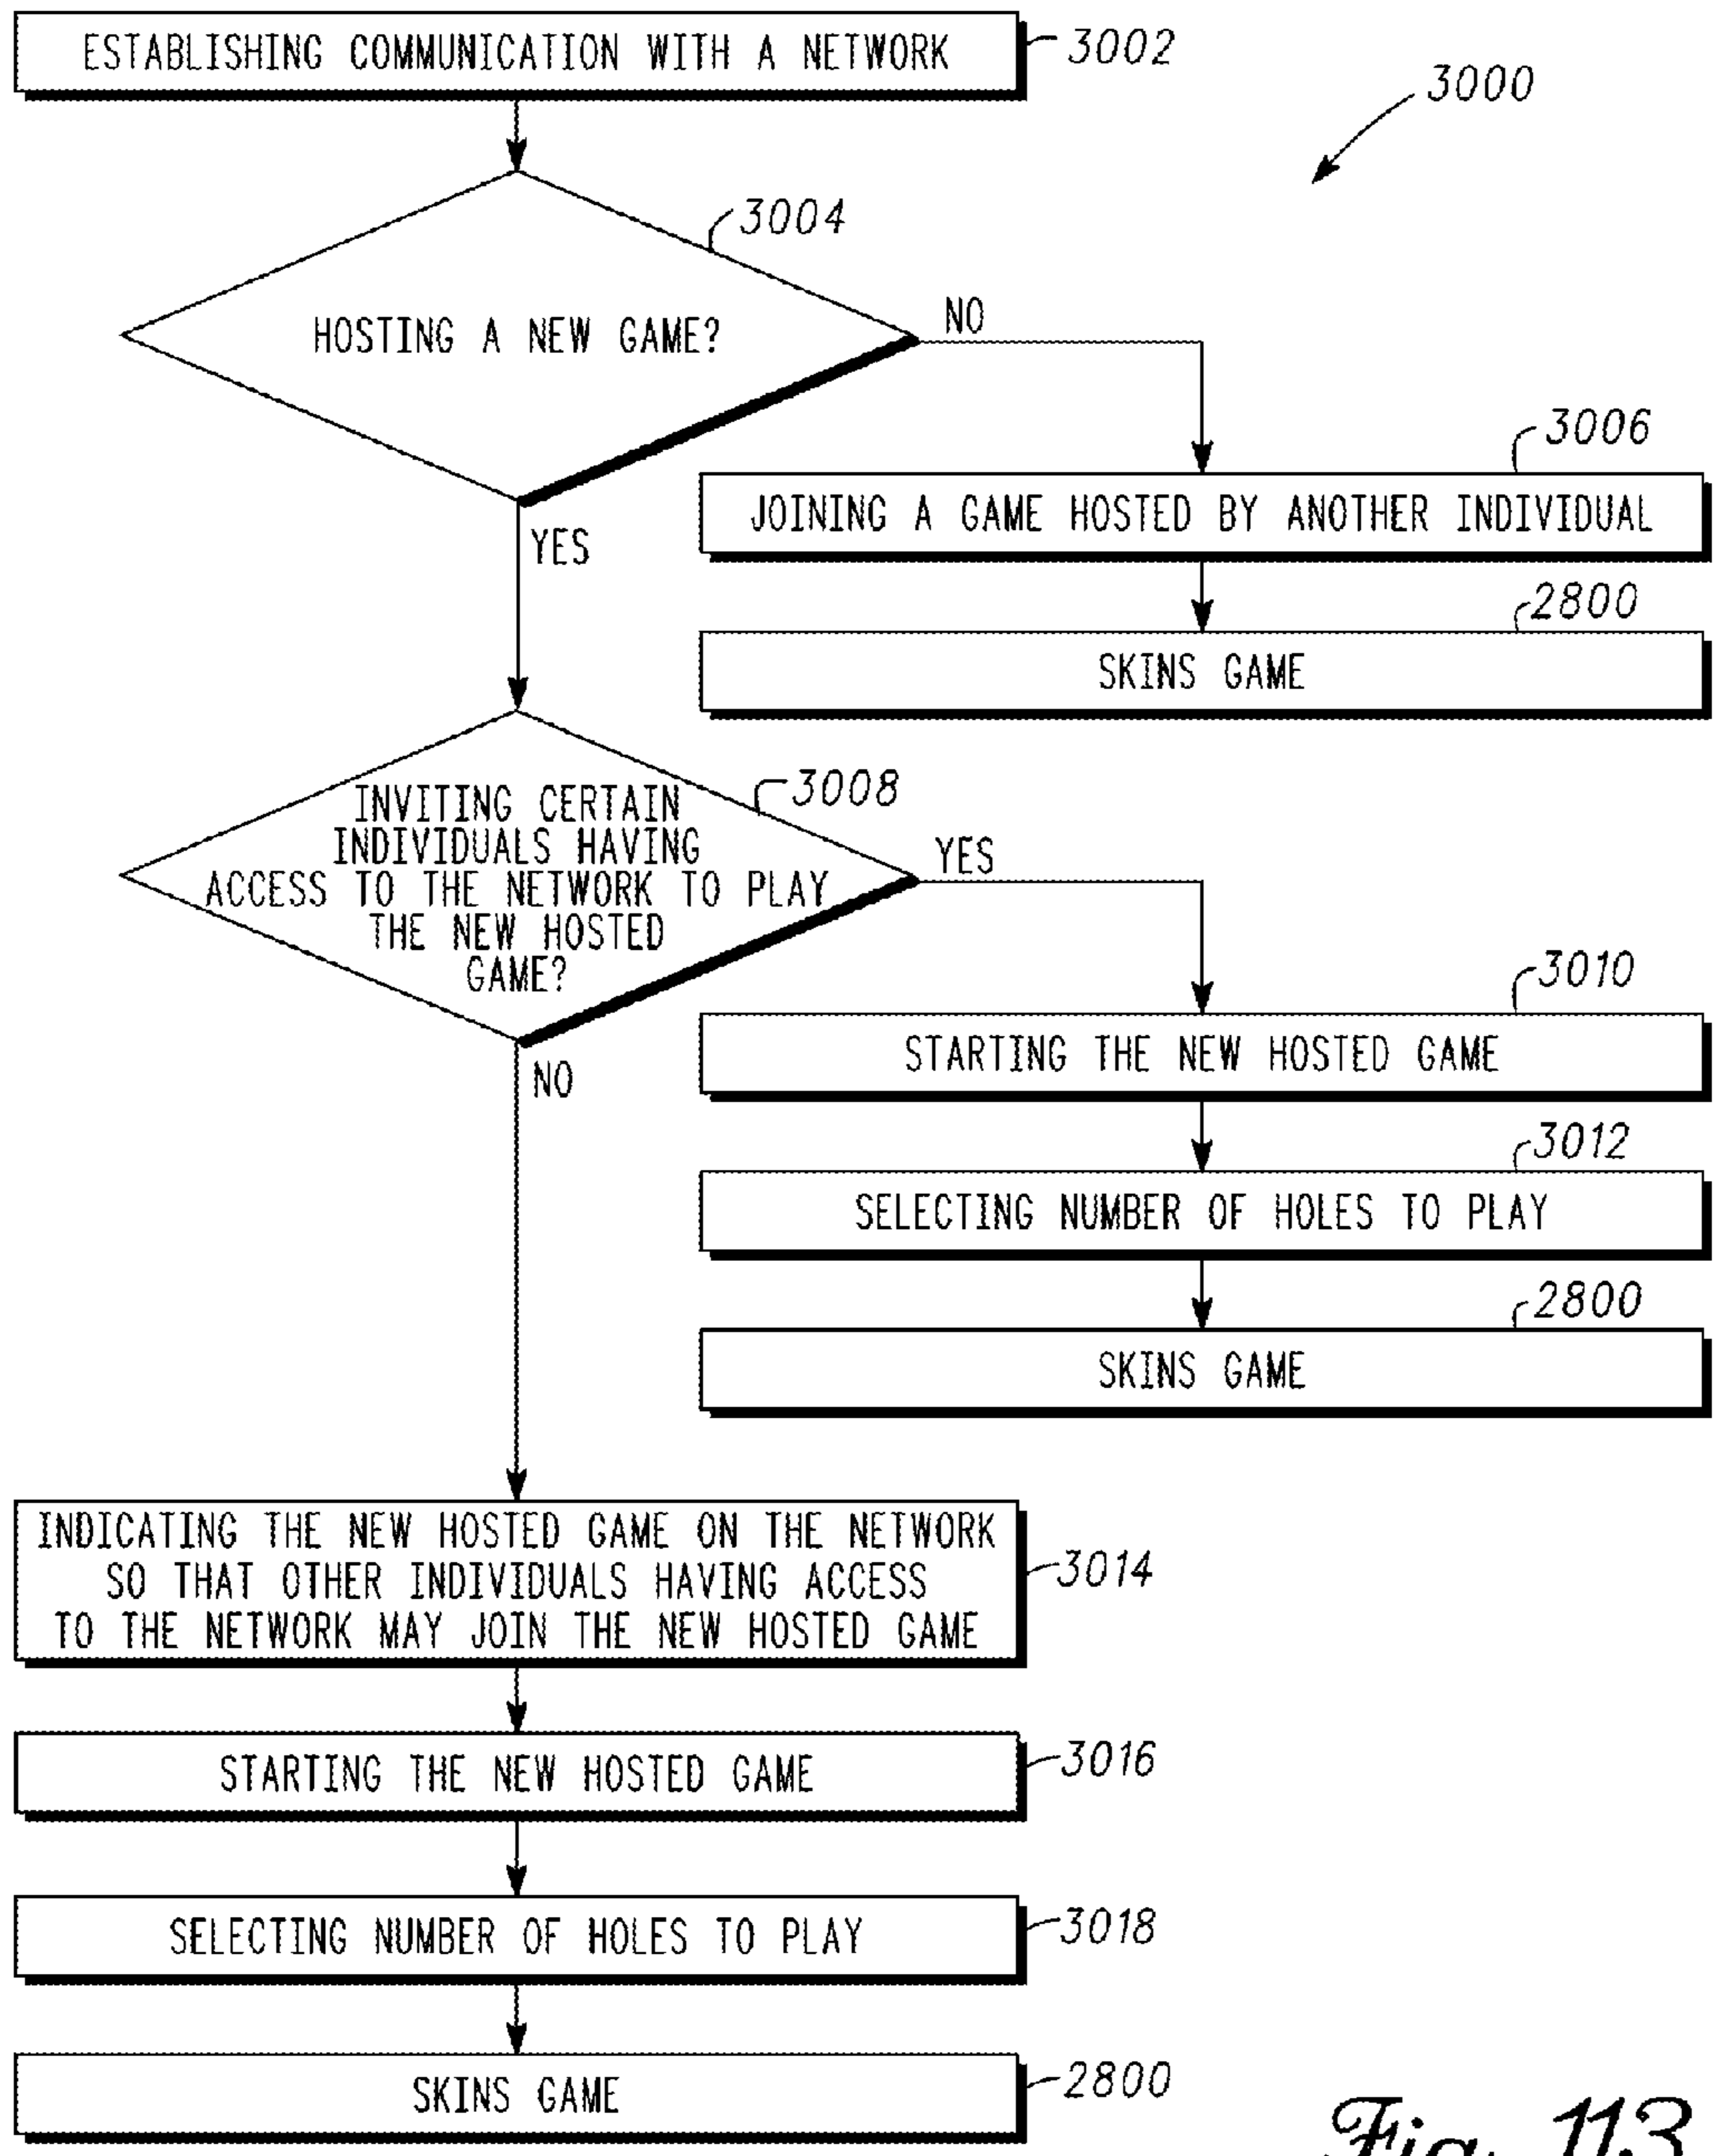 ESTABLISHING COMMUNICATION WITH A NETWORK
3002
3000
3004
HOSTING A NEW GAME?
NO
YES
3006
JOINING A GAME HOSTED BY ANOTHER INDIVIDUAL
2800
SKINS GAME
3008
INVITING CERTAIN
INDIVIDUALS HAVING
ACCESS TO THE NETWORK TO PLAY
THE NEW HOSTED
GAME?
YES
NO
3010
STARTING THE NEW HOSTED GAME
3012
SELECTING NUMBER OF HOLES TO PLAY
2800
SKINS GAME
INDICATING THE NEW HOSTED GAME ON THE NETWORK
SO THAT OTHER INDIVIDUALS HAVING ACCESS
TO THE NETWORK MAY JOIN THE NEW HOSTED GAME
3014
STARTING THE NEW HOSTED GAME
3016
SELECTING NUMBER OF HOLES TO PLAY
3018
SKINS GAME
2800
Fig. 113